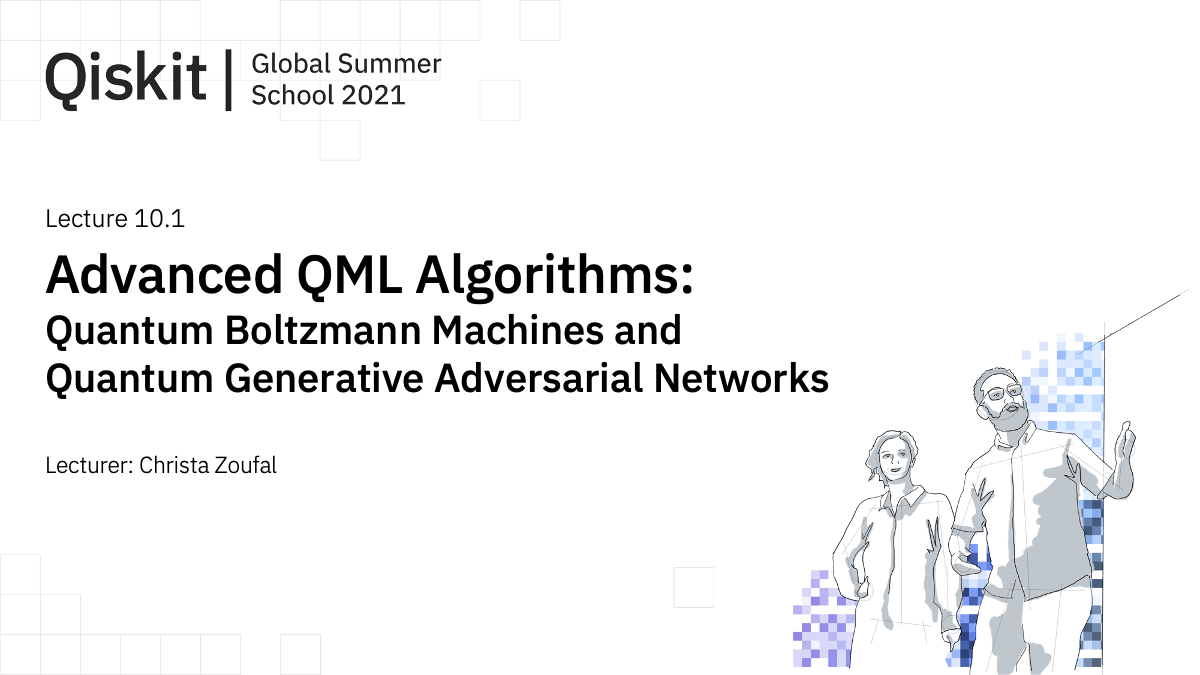 Qiskit | Global Summer
School 2021
Lecture 10.1
Advanced QML Algorithms:
Quantum Boltzmann Machines and
Quantum Generative Adversarial Networks
Lecturer: Christa Zoufal